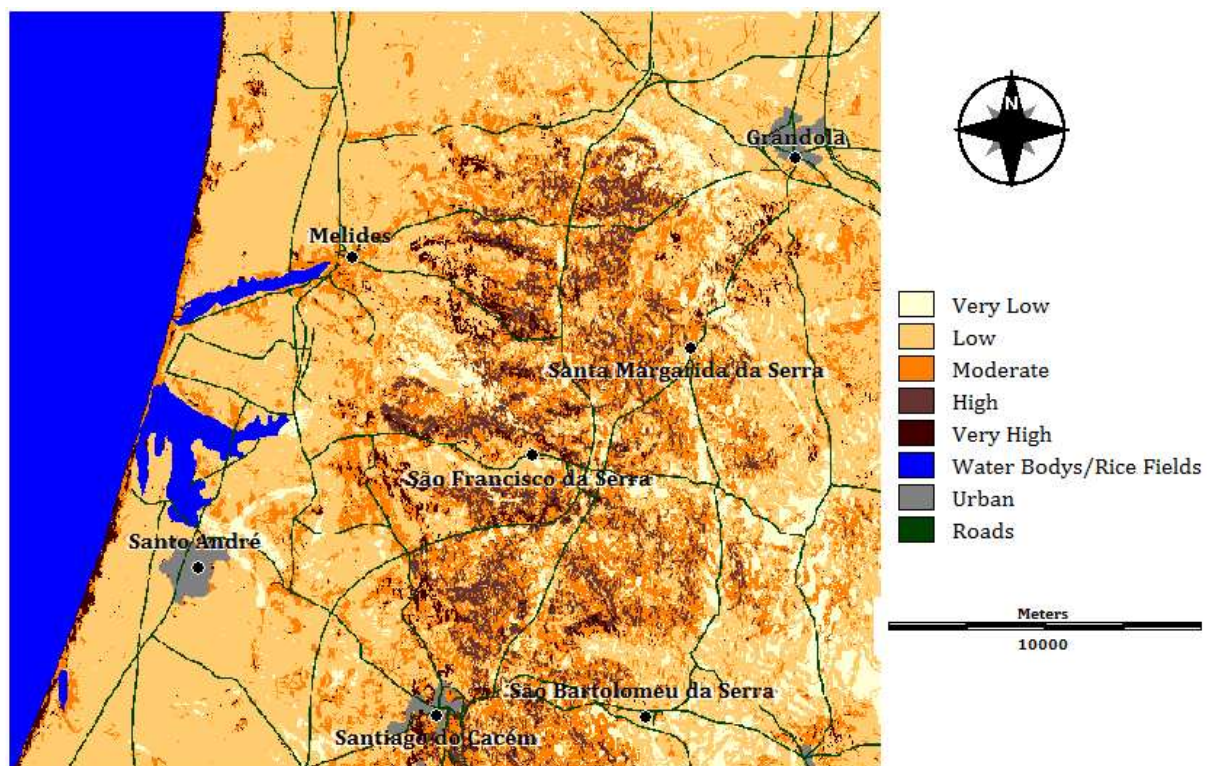 N
Grândola
Melides
Santa Margarida da Serra
São Francisco da Serra
Santo André
São Bartolomeu da Serra
Santiago do Cacém
Very Low
Low
Moderate
High
Very High
Water Bodys/Rice Fields
Urban
Roads
Meters
10000